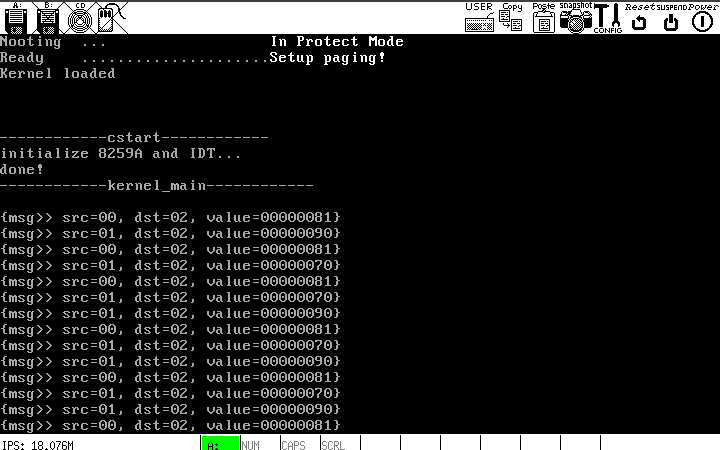 A: B: CD USER Copy Paste snapshot CONFIG Reset SUSPEND Power
Nooting ... In Protect Mode
Ready .....................Setup paging!
Kernel loaded
------------cstart------------
initialize 8259A and IDT...
done!
------------kernel_main------------
{msg>> src=00, dst=02, value=00000081}
{msg>> src=01, dst=02, value=00000090}
{msg>> src=00, dst=02, value=00000081}
{msg>> src=01, dst=02, value=00000070}
{msg>> src=00, dst=02, value=00000081}
{msg>> src=01, dst=02, value=00000070}
{msg>> src=01, dst=02, value=00000090}
{msg>> src=00, dst=02, value=00000081}
{msg>> src=01, dst=02, value=00000070}
{msg>> src=01, dst=02, value=00000090}
{msg>> src=00, dst=02, value=00000081}
{msg>> src=01, dst=02, value=00000070}
{msg>> src=01, dst=02, value=00000090}
{msg>> src=00, dst=02, value=00000081}
IPS: 18.076M A: NUM CAPS SCRL